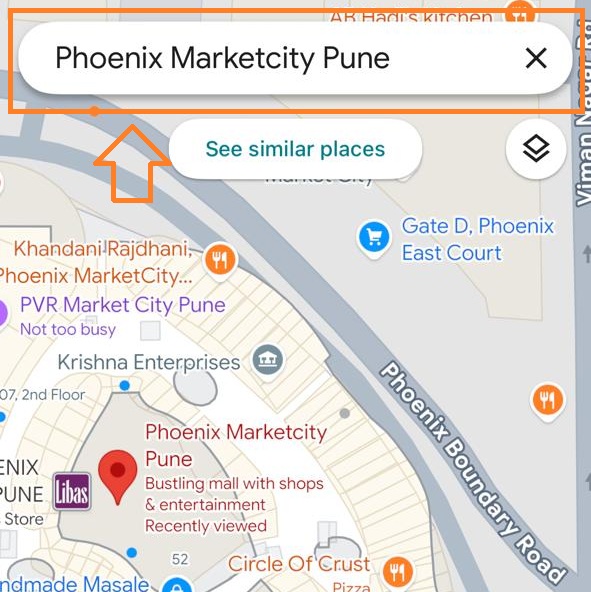 AB Hadi's kitchen
Phoenix Marketcity Pune
See similar places
Market City
Viman Nagar Rd
Gate D, Phoenix
East Court
Khandani Rajdhani,
Phoenix MarketCity...
PVR Market City Pune
Not too busy
Krishna Enterprises
07, 2nd Floor
Phoenix Boundary Road
Phoenix Marketcity
Pune
Bustling mall with shops
& entertainment
Recently viewed
ENIX
PUNE
Store
Libas
52
Circle Of Crust
Pizza
ndmade Masale